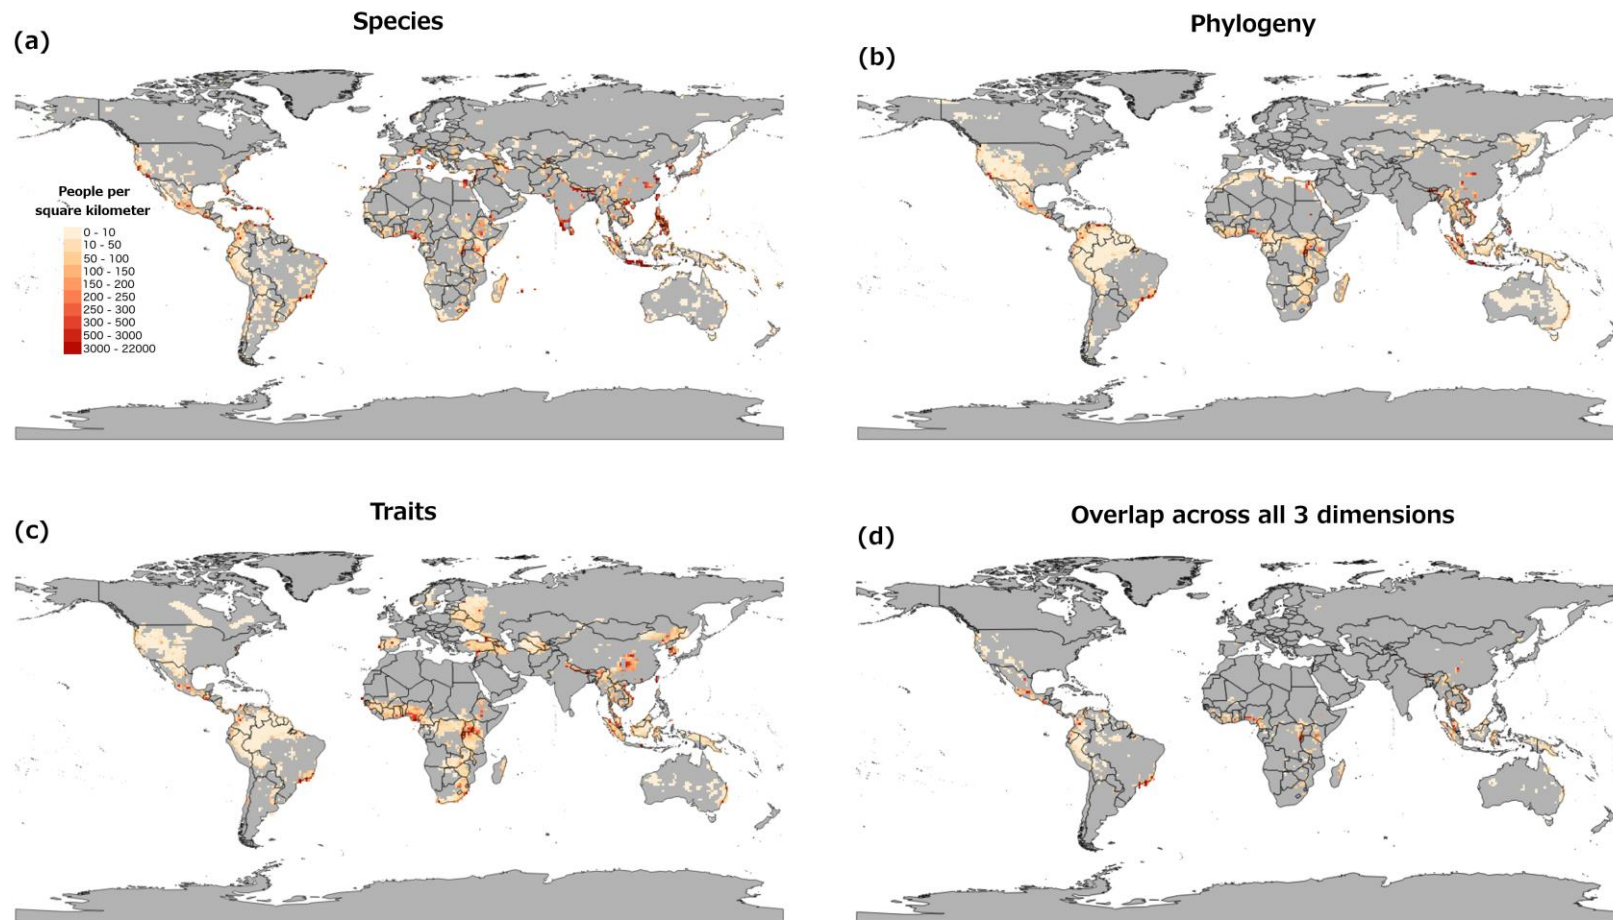 Species
(a)
People per
square kilometer
0 - 10
10 - 50
50 - 100
100 - 150
150 - 200
200 - 250
250 - 300
300 - 500
500 - 3000
3000 - 22000
Phylogeny
(b)
Traits
(c)
Overlap across all 3 dimensions
(d)